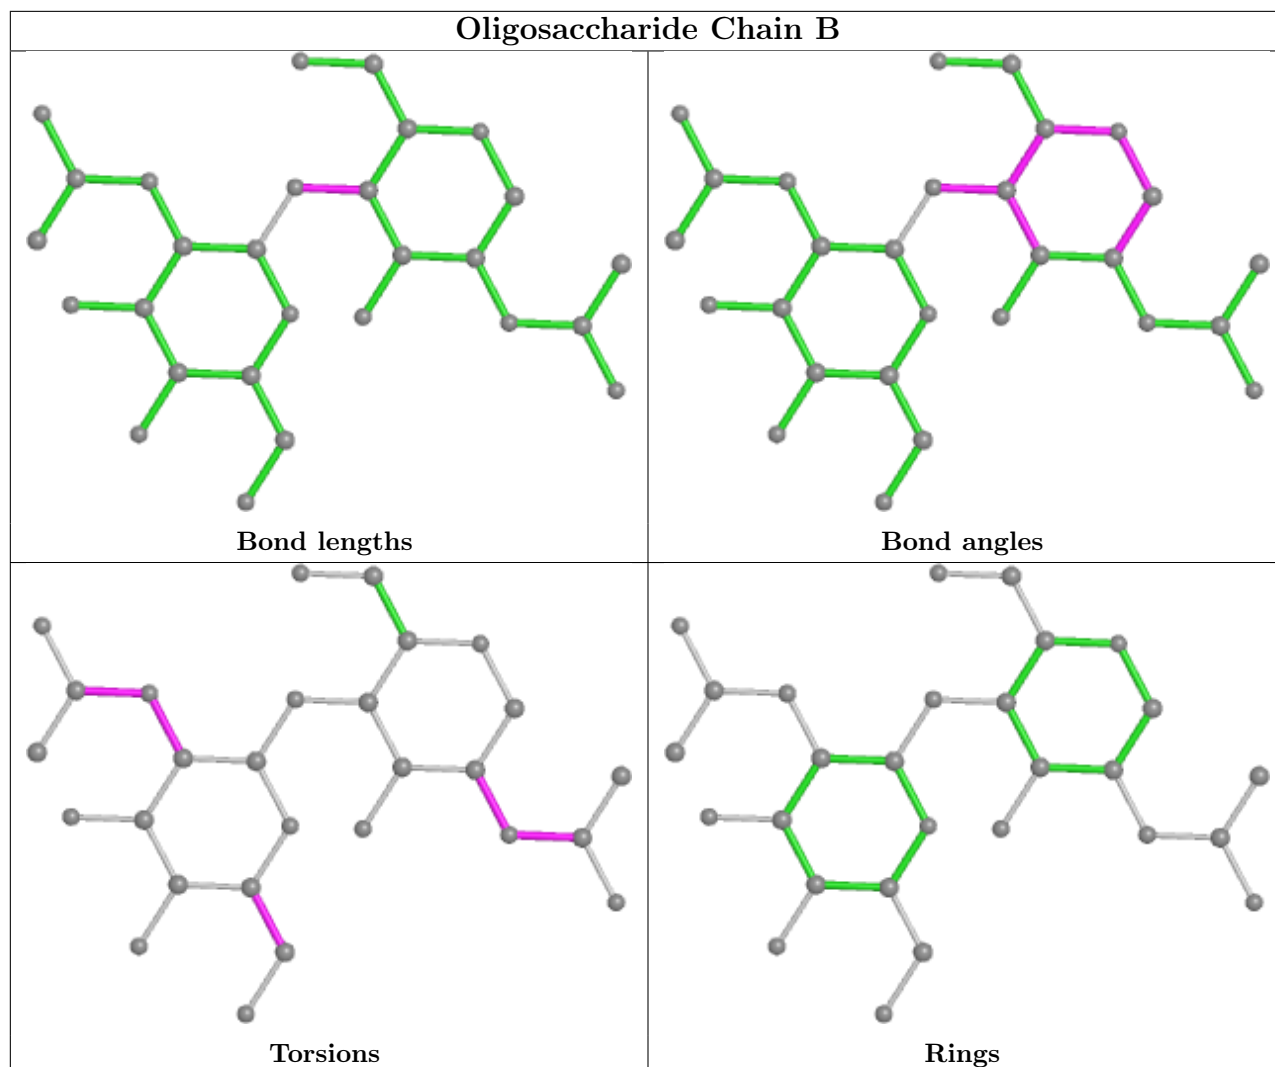 Oligosaccharide Chain B
Bond lengths
Bond angles
Torsions
Rings